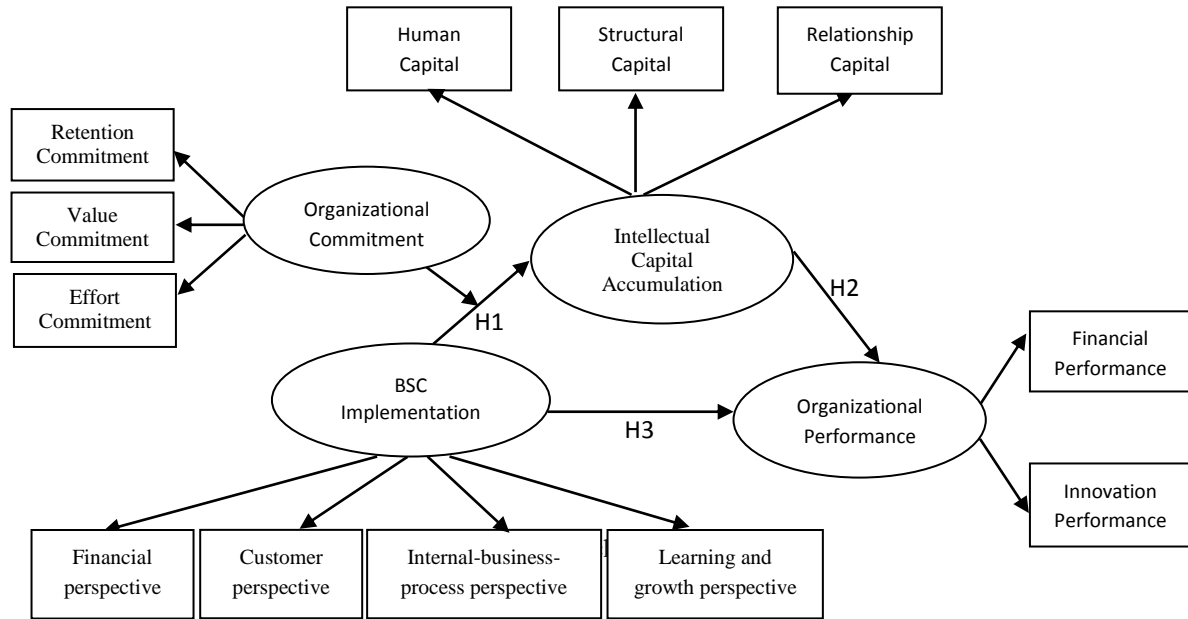 Human
Capital
Structural
Capital
Relationship
Capital
Retention
Commitment
Value
Commitment
Effort
Commitment
Organizational
Commitment
Intellectual
Capital
Accumulation
H1
H2
BSC
Implementation
H3
Organizational
Performance
Financial
Performance
Innovation
Performance
Financial
perspective
Customer
perspective
Internal-business-
process perspective
Learning and
growth perspective